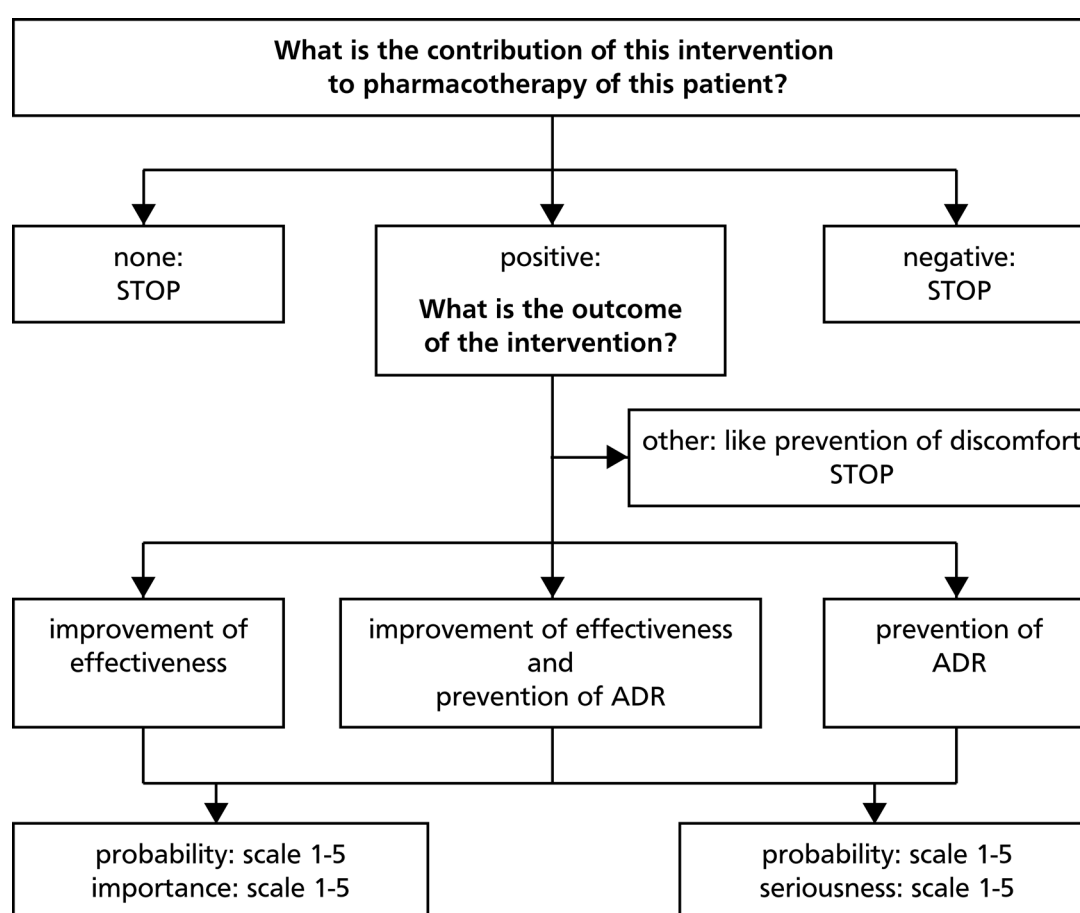 What is the contribution of this intervention
to pharmacotherapy of this patient?
none:
STOP
positive:
What is the outcome
of the intervention?
negative:
STOP
other: like prevention of discomfort
STOP
improvement of
effectiveness
improvement of effectiveness
and
prevention of ADR
prevention of
ADR
probability: scale 1-5
importance: scale 1-5
probability: scale 1-5
seriousness: scale 1-5